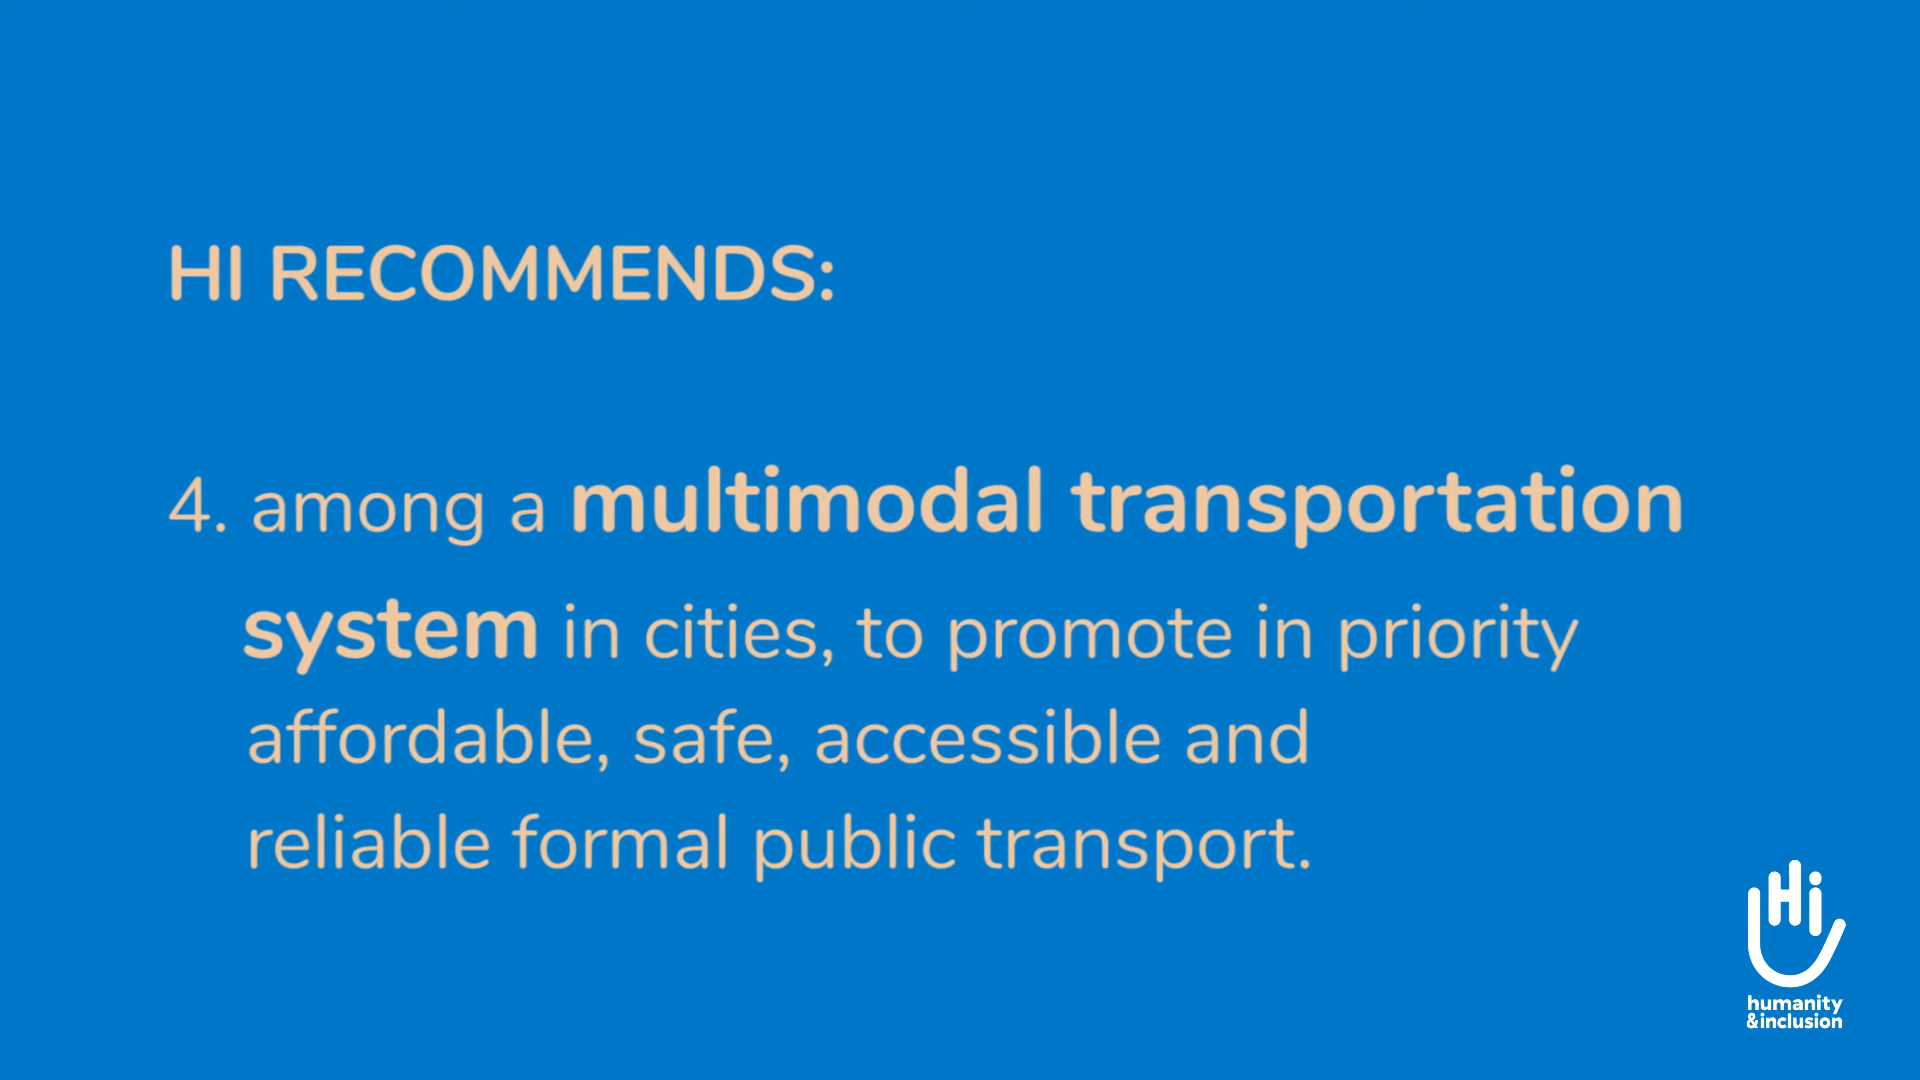 HI RECOMMENDS:
4. among a multimodal transportation
system in cities, to promote in priority
affordable, safe, accessible and
reliable formal public transport.
Hi
humanity
&inclusion